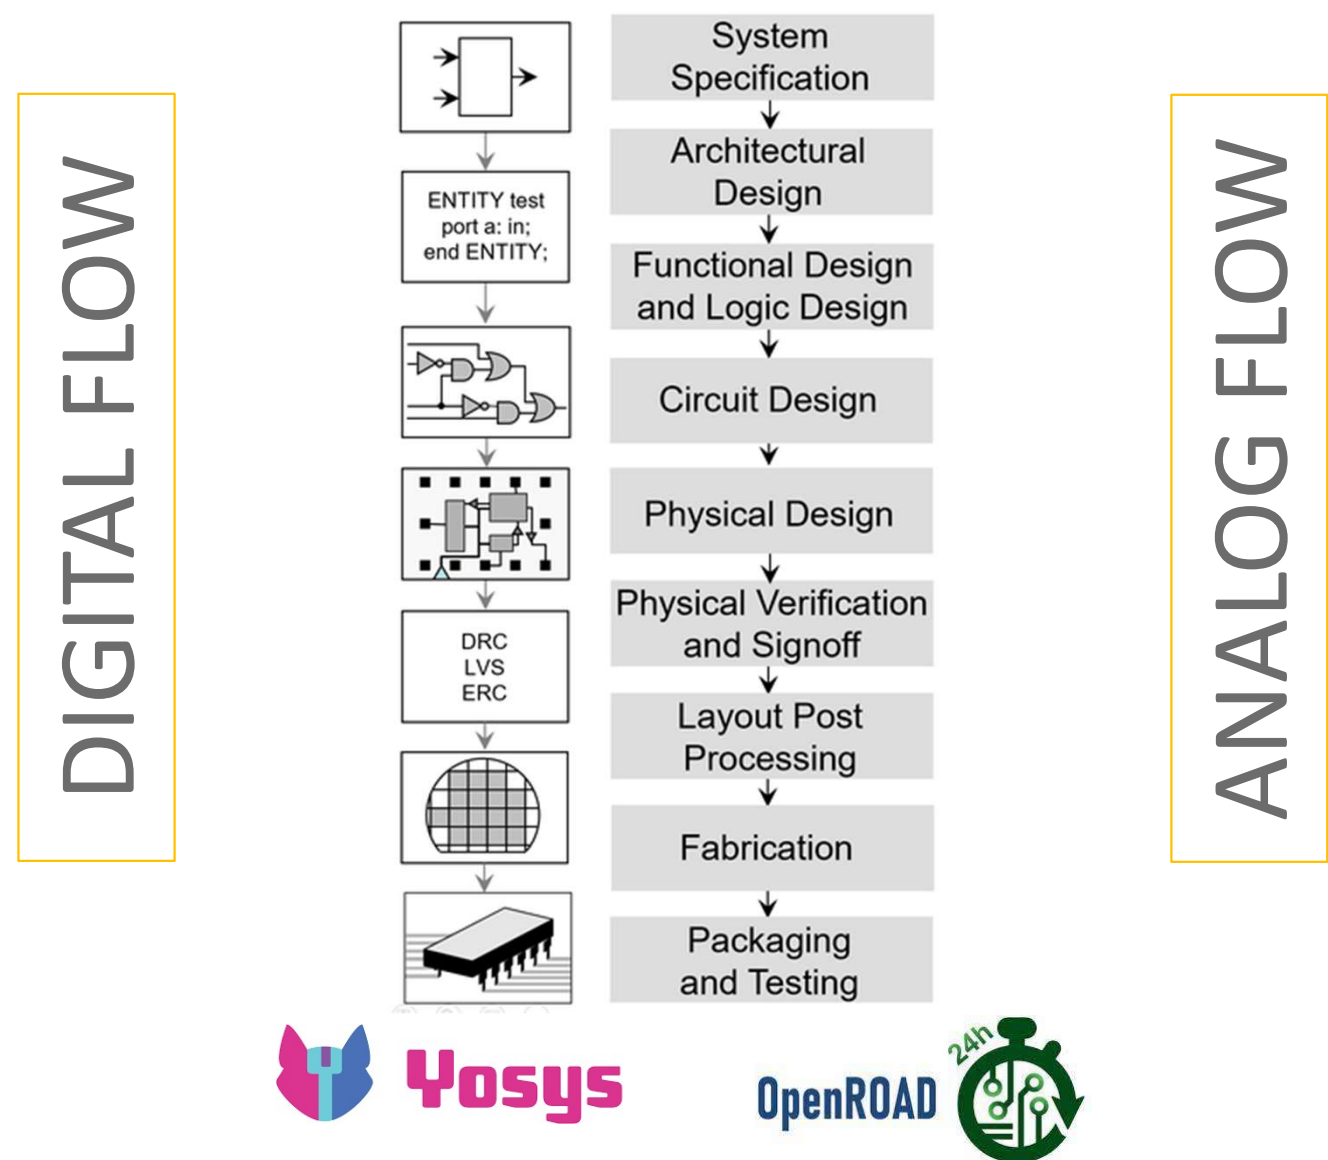 DIGITAL FLOW
ENTITY test
port a: in;
end ENTITY;
DRC
LVS
ERC
System
Specification
Architectural
Design
Functional Design
and Logic Design
Circuit Design
Physical Design
Physical Verification
and Signoff
Layout Post
Processing
Fabrication
Packaging
and Testing
ANALOG FLOW
Yosys
OpenROAD
24h